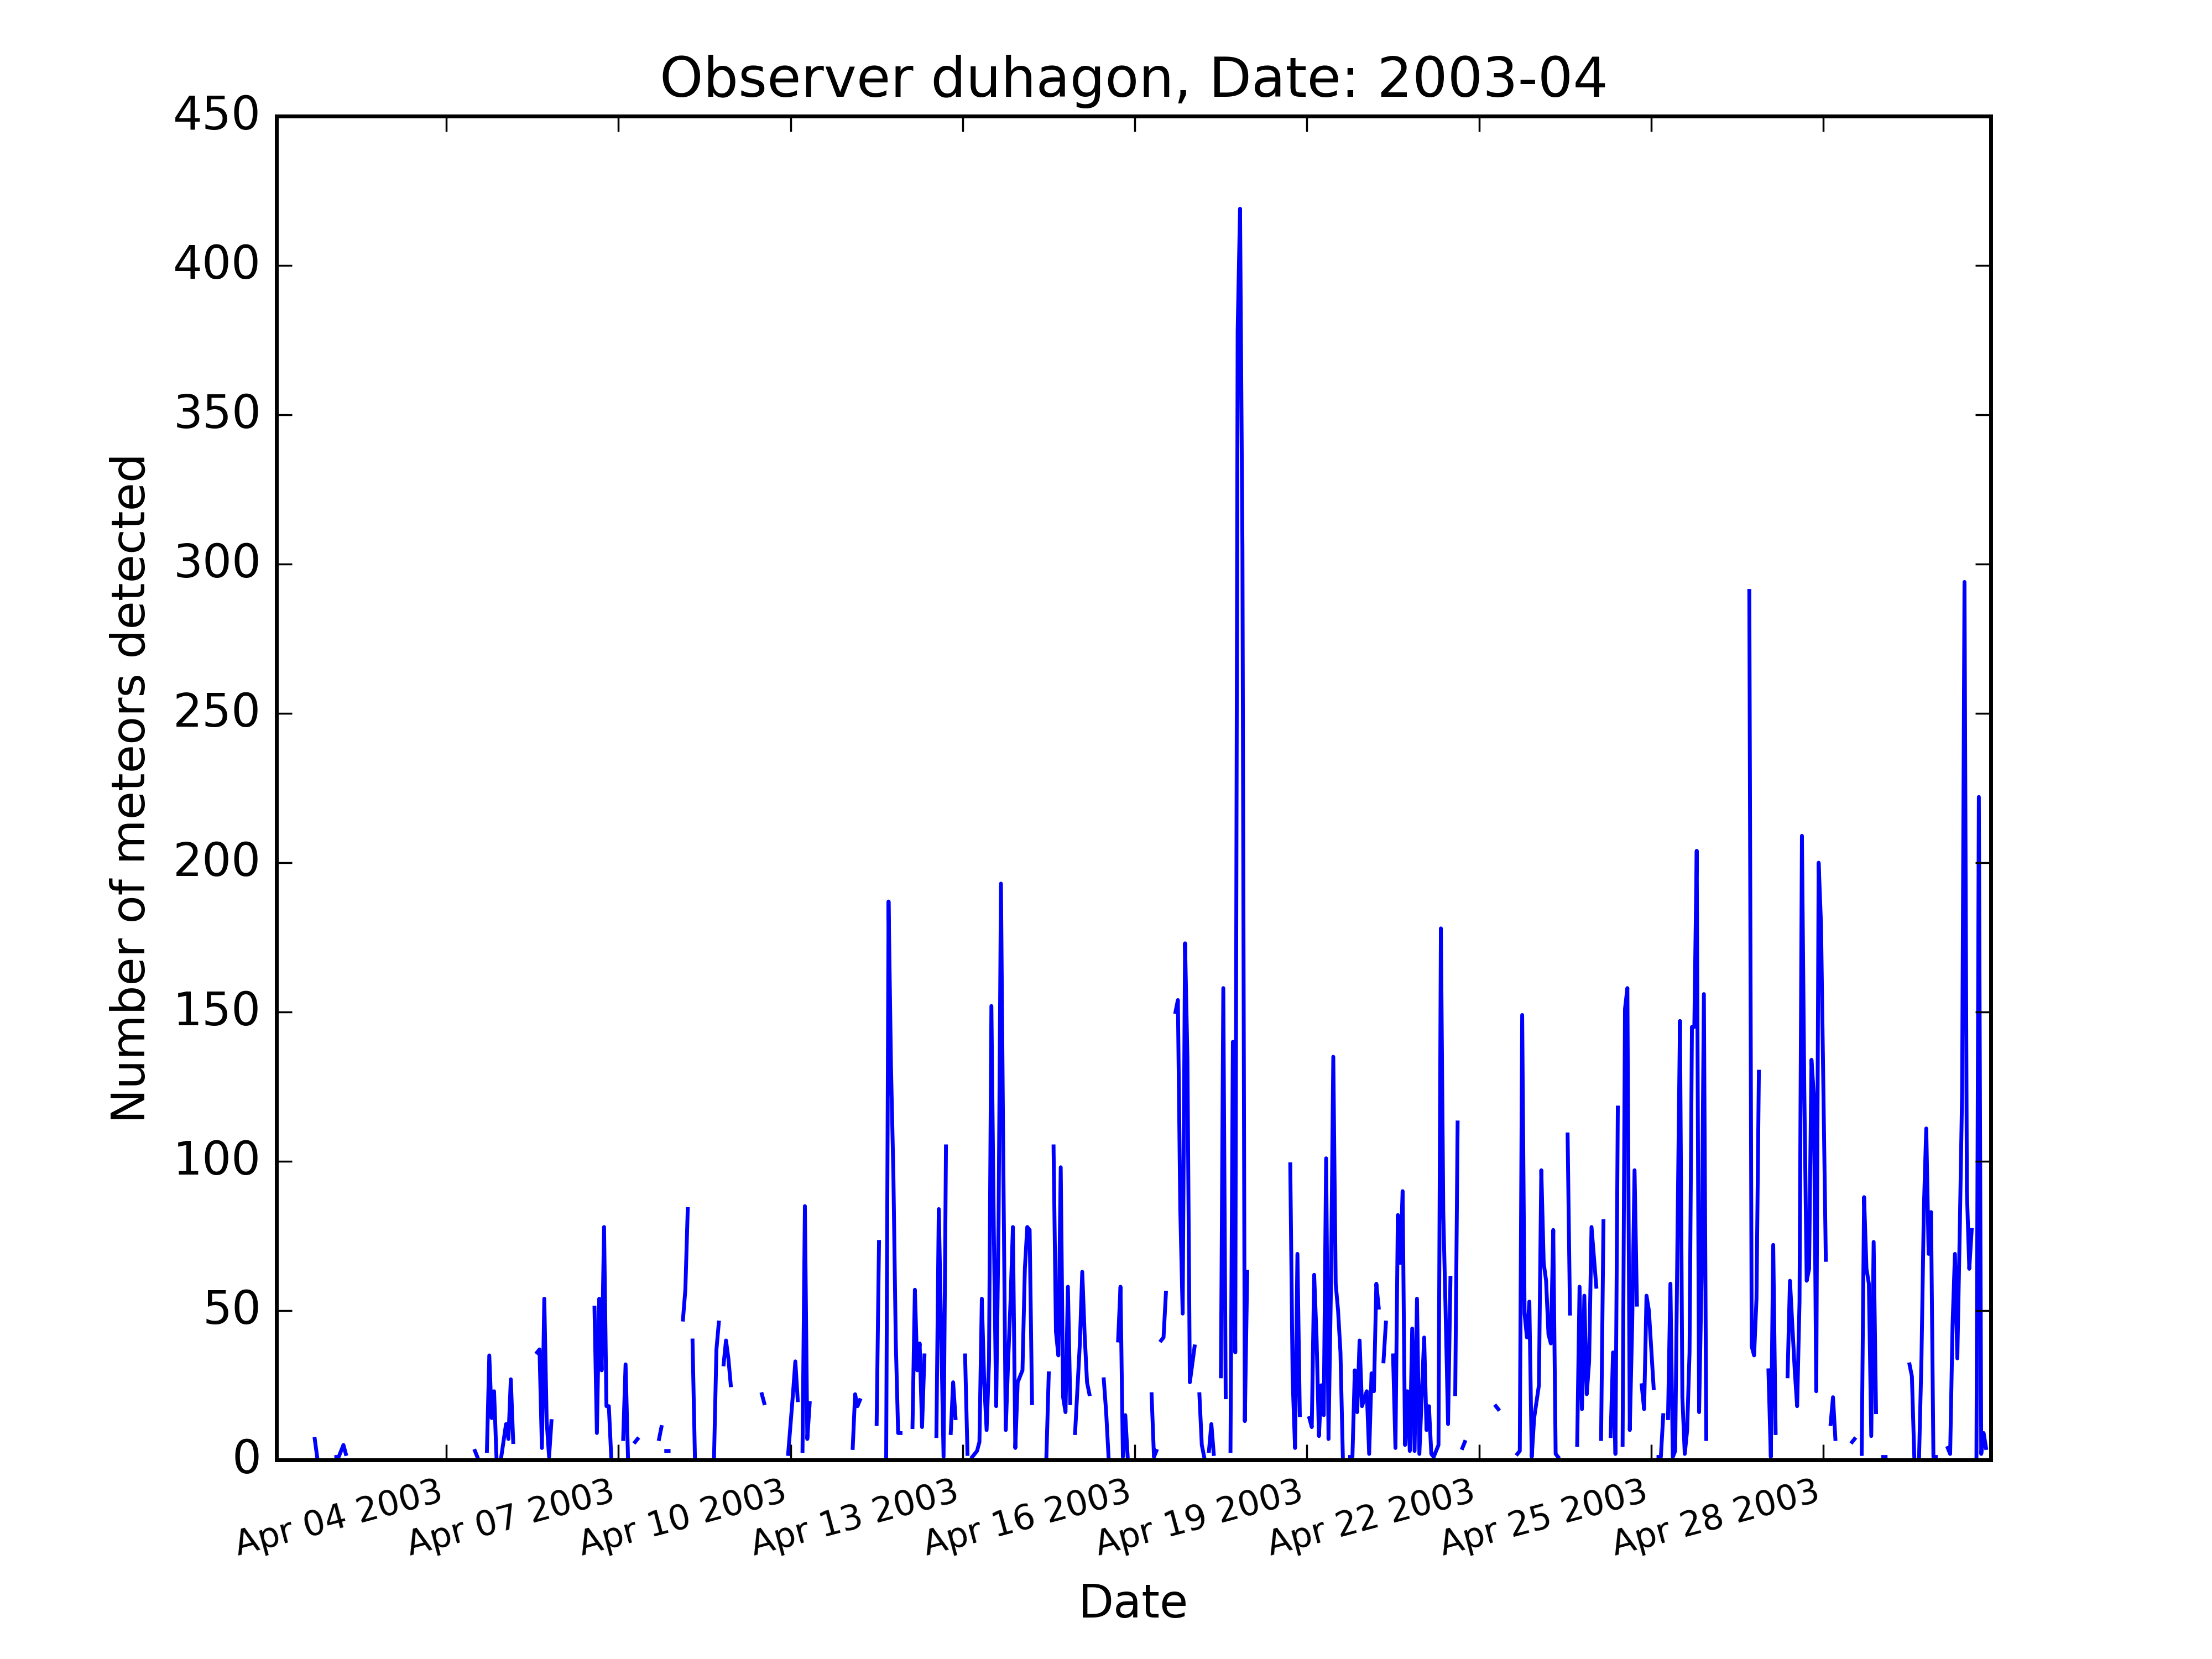 Observer duhagon, Date: 2003-04
Number of meteors detected
450
400
350
300
250
200
150
100
50
0
Apr 04 2003
Apr 07 2003
Apr 10 2003
Apr 13 2003
Apr 16 2003
Apr 19 2003
Apr 22 2003
Apr 25 2003
Apr 28 2003
Date